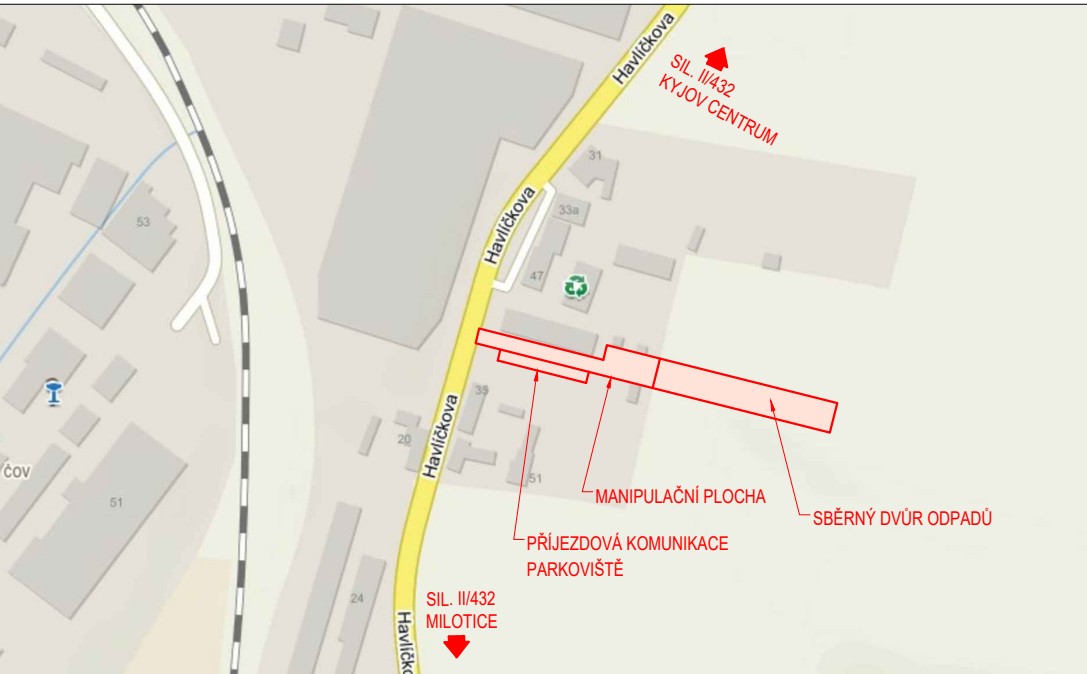 Havlíčkova
SIL. II/432
KYJOV CENTRUM
31
33a
53
Havlíčkova
47
35
Havlíčkova
20
51
ČOV
51
MANIPULAČNÍ PLOCHA
SBĚRNÝ DVŮR ODPADŮ
PŘÍJEZDOVÁ KOMUNIKACE
PARKOVIŠTĚ
24
SIL. II/432
MILOTICE
Havlíčko